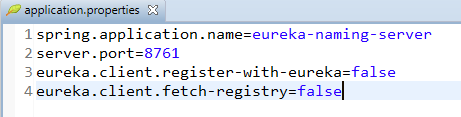 application.properties
1 spring.application.name=eureka-naming-server
2 server.port=8761
3 eureka.client.register-with-eureka=false
4 eureka.client.fetch-registry=false